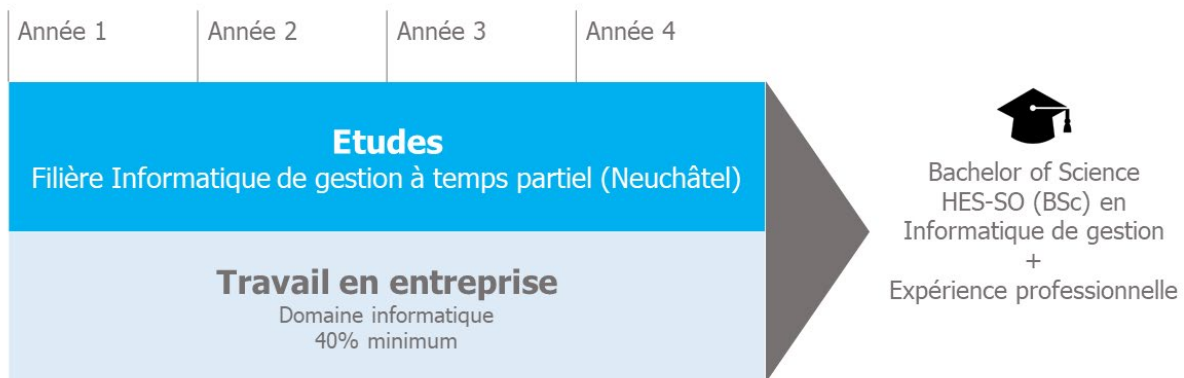 Année 1
Année 2
Année 3
Année 4
Etudes
Filière Informatique de gestion à temps partiel (Neuchâtel)
Travail en entreprise
Domaine informatique
40% minimum
Bachelor of Science
HES-SO (BSc) en
Informatique de gestion
+
Expérience professionnelle